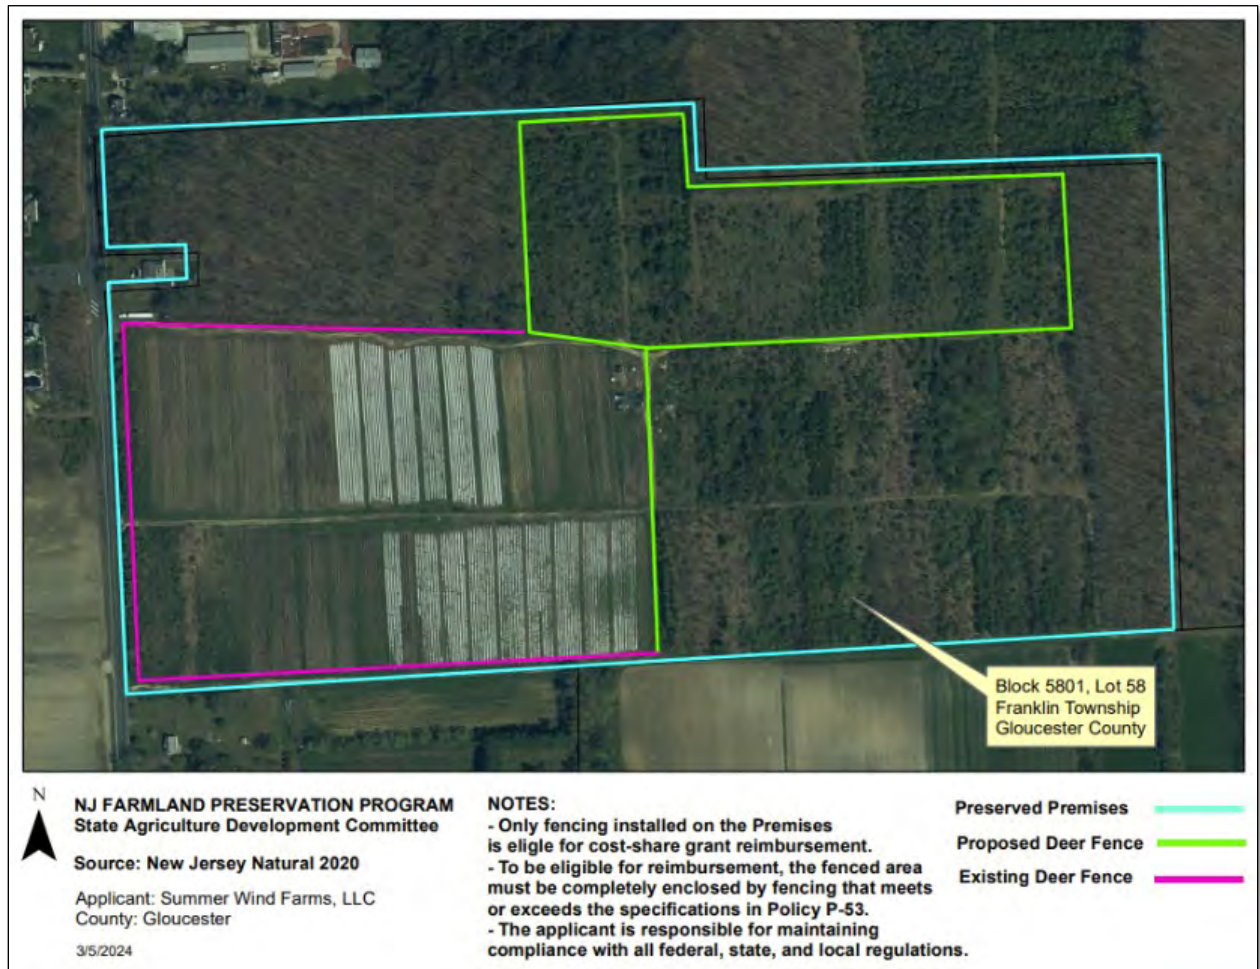 Block 5801, Lot 58
Franklin Township
Gloucester County
N
NJ FARMLAND PRESERVATION PROGRAM
State Agriculture Development Committee
Source: New Jersey Natural 2020
Applicant: Summer Wind Farms, LLC
County: Gloucester
3/5/2024
NOTES:
- Only fencing installed on the Premises
is eligle for cost-share grant reimbursement.
- To be eligible for reimbursement, the fenced area
must be completely enclosed by fencing that meets
or exceeds the specifications in Policy P-53.
- The applicant is responsible for maintaining
compliance with all federal, state, and local regulations.
Preserved Premises
Proposed Deer Fence
Existing Deer Fence